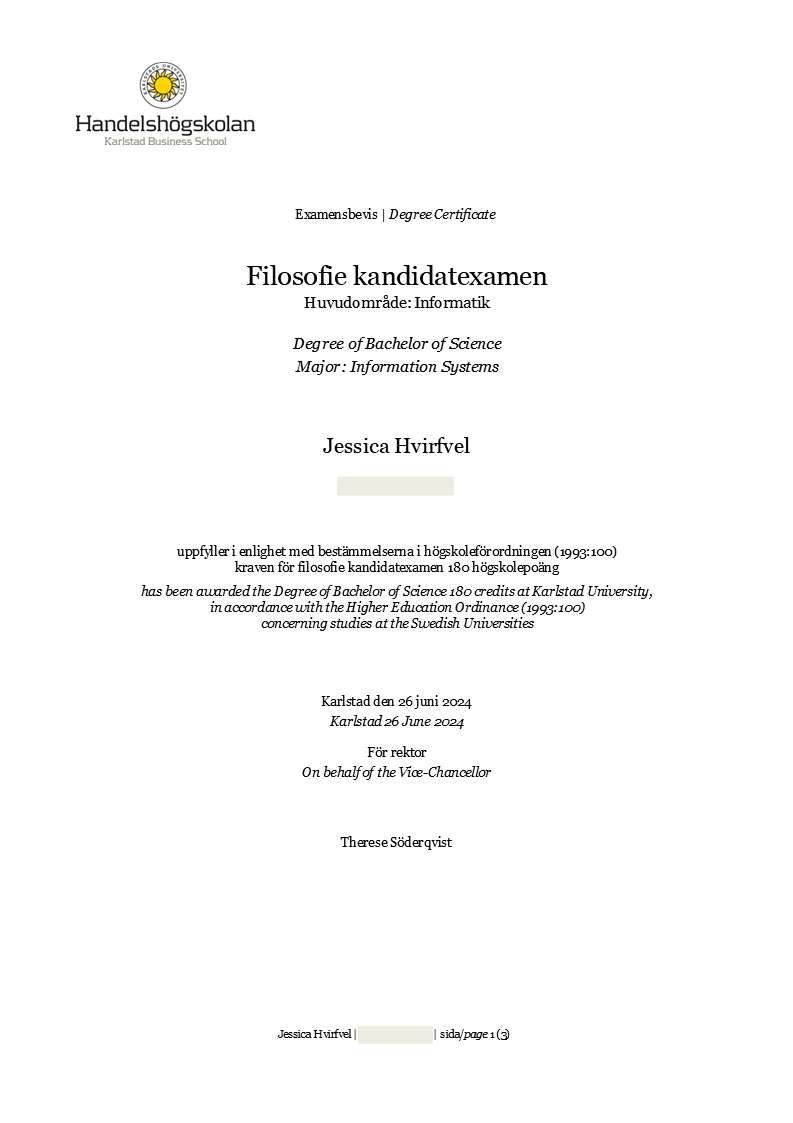 KARLSTADS UNIVERSITET
Handelshögskolan
Karlstad Business School
Examensbevis | Degree Certificate
Filosofie kandidatexamen
Huvudområde: Informatik
Degree of Bachelor of Science
Major: Information Systems
Jessica Hvirfvel
uppfyller i enlighet med bestämmelserna i högskoleförordningen (1993:100)
kraven för filosofie kandidatexamen 180 högskolepoäng
has been awarded the Degree of Bachelor of Science 180 credits at Karlstad University,
in accordance with the Higher Education Ordinance (1993:100)
concerning studies at the Swedish Universities
Karlstad den 26 juni 2024
Karlstad 26 June 2024
För rektor
On behalf of the Vice-Chancellor
Therese Söderqvist
Jessica Hvirfvel | | sida/page 1 (3)